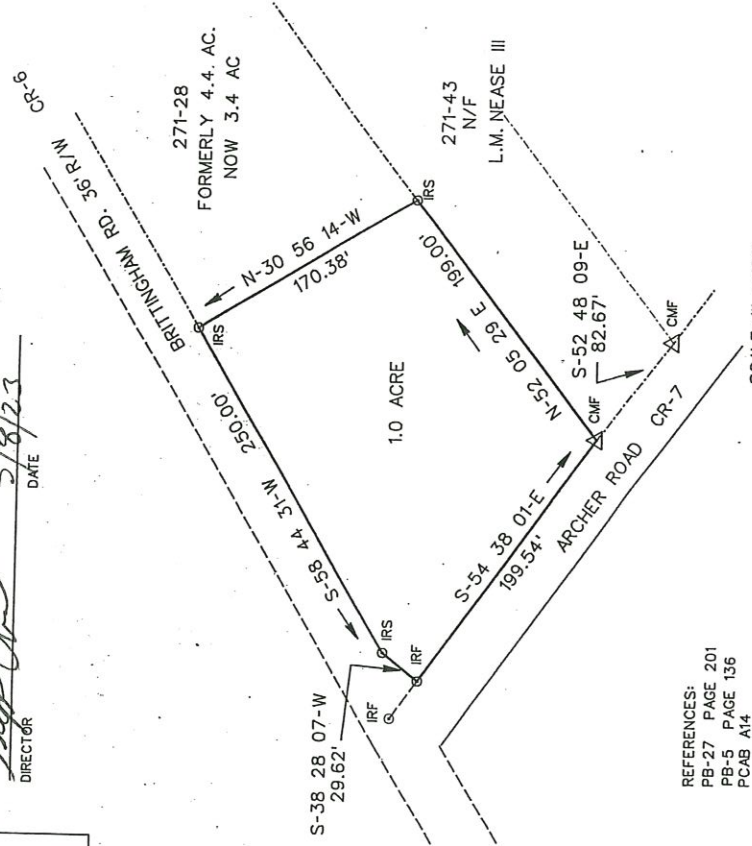 5/8/23
DIRECTOR
DATE
CR-6
BRITTINGHAM RD. 36' R/W
271-28
FORMERLY 4.4. AC.
NOW 3.4 AC
IRS
N-30 56 14-W
170.38'
250.00'
S-58 44 31-W
1.0 ACRE
IRS
271-43
N/F
L.M. NEASE III
N-52 05 29 E 199.00'
S-38 28 07-W
29.62'
IRS
IRF
IRF
S-54 38 01-E
199.54'
CMF
S-52 48 09-E
82.67'
CMF
ARCHER ROAD CR-7
REFERENCES:
PB-27 PAGE 201
PB-5 PAGE 136
PCAB A14